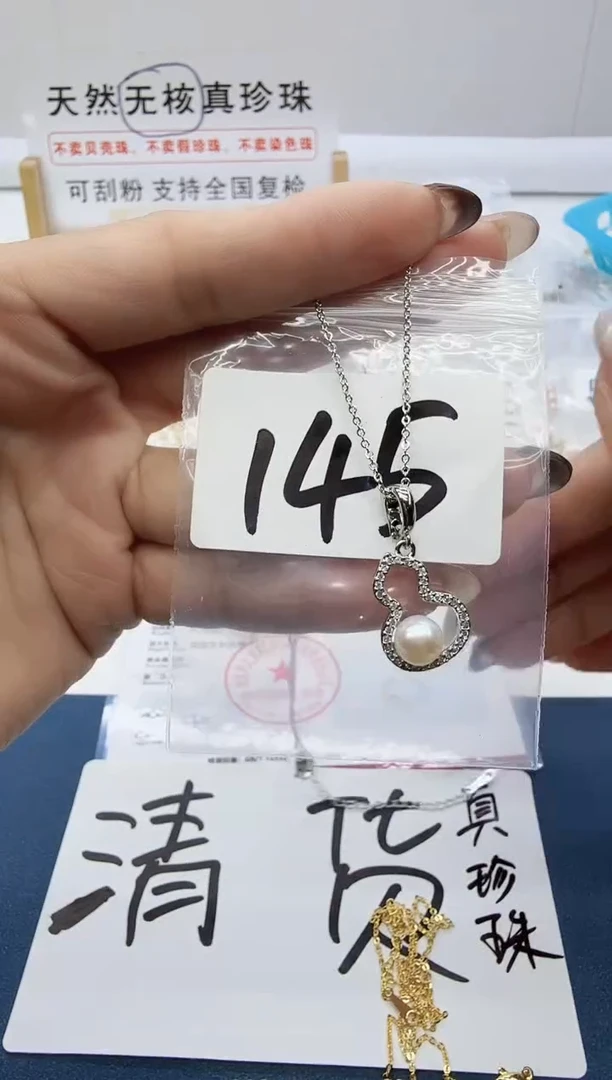 天然无核真珍珠
不卖贝壳珠、不卖假珍珠、不卖染色珠
可刮粉 支持全国复检
145
清货
真珍珠